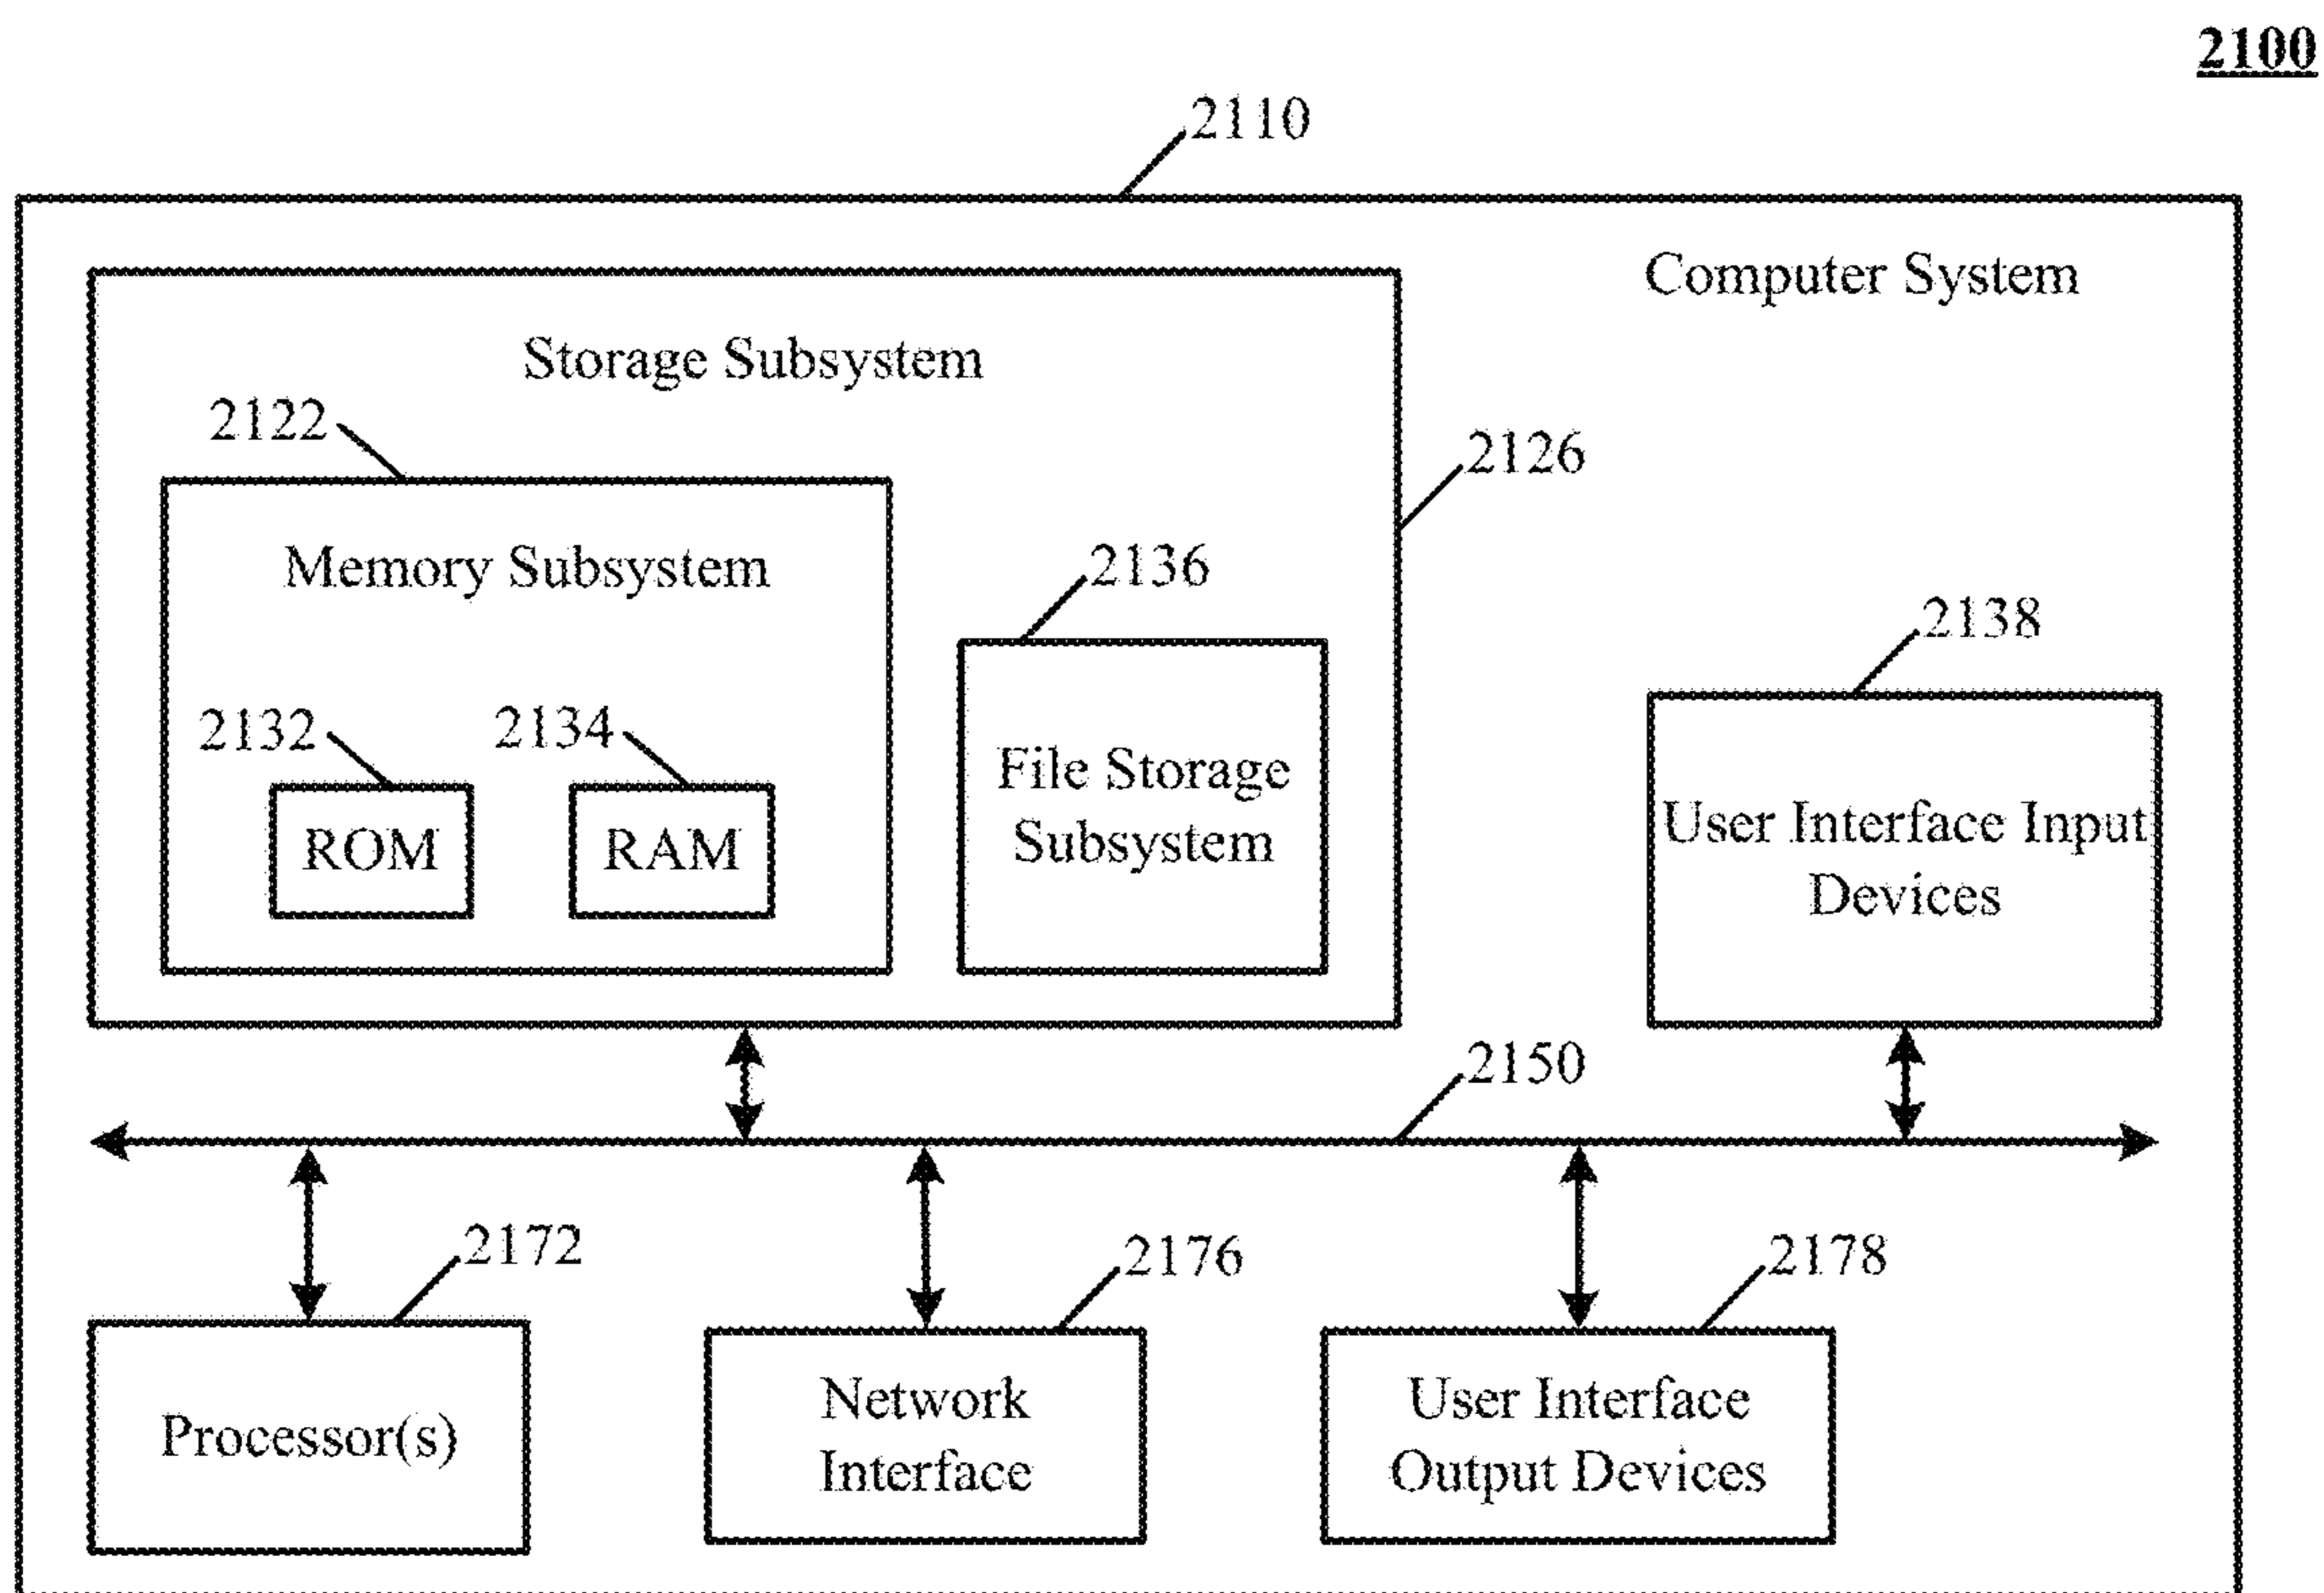 2100
2110
Computer System
Storage Subsystem
2122
2126
Memory Subsystem
2136
2138
2132
2134
ROM
RAM
File Storage
Subsystem
User Interface Input
Devices
2150
2172
2176
2178
Processor(s)
Network
Interface
User Interface
Output Devices